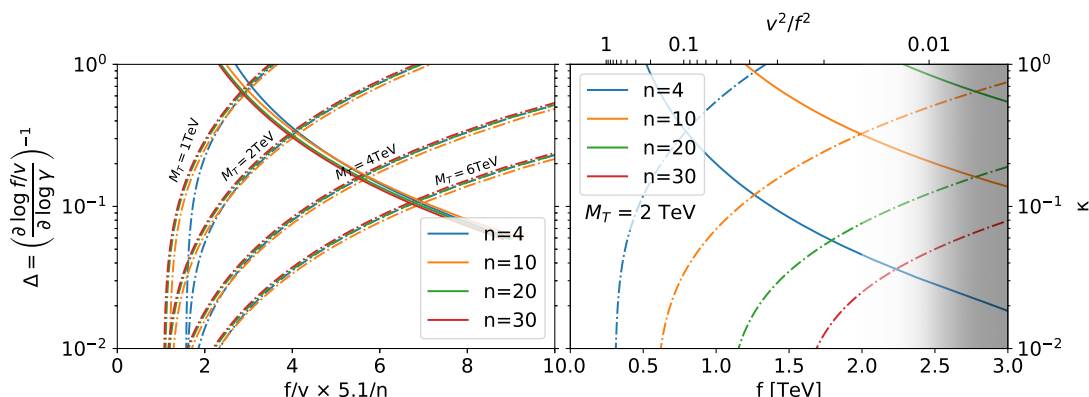 v²/f²
1 0.1 0.01
10⁰
10⁻¹
10⁻²
Δ = (∂ log f/v / ∂ log γ)⁻¹
M_T = 1TeV
M_T = 2TeV
M_T = 4TeV
M_T = 6TeV
n=4
n=10
n=20
n=30
0 2 4 6 8 10
f/v × 5.1/n
n=4
n=10
n=20
n=30
M_T = 2 TeV
0.0 0.5 1.0 1.5 2.0 2.5 3.0
f [TeV]
10⁰
10⁻¹
10⁻²
κ